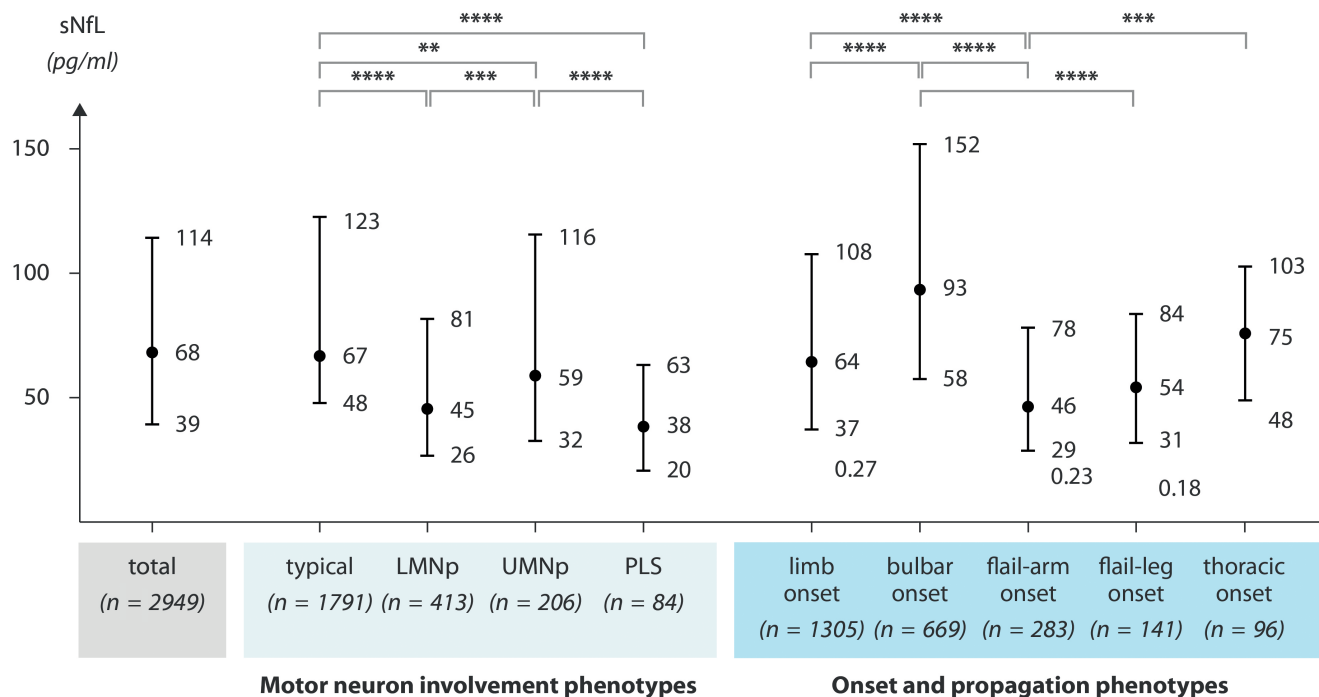 sNfL
(pg/ml)
**** **** ***
** **** ****
**** *** **** ****
150
100
50
114
68
39
123
67
48
81
45
26
116
59
32
63
38
20
108
64
37
0.27
152
93
58
78
46
29
0.23
84
54
31
0.18
103
75
48
total
(n = 2949)
typical
(n = 1791)
LMNp
(n = 413)
UMNp
(n = 206)
PLS
(n = 84)
limb
onset
(n = 1305)
bulbar
onset
(n = 669)
flail-arm
onset
(n = 283)
flail-leg
onset
(n = 141)
thoracic
onset
(n = 96)
Motor neuron involvement phenotypes
Onset and propagation phenotypes